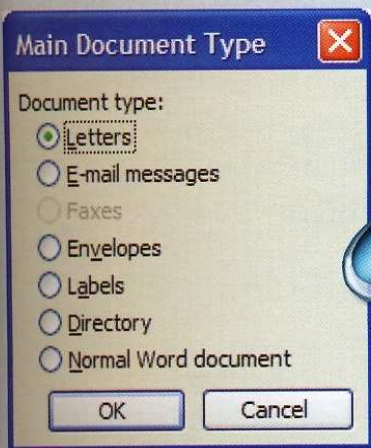 Main Document Type
Document type:
Letters
E-mail messages
Faxes
Envelopes
Labels
Directory
Normal Word document
OK
Cancel